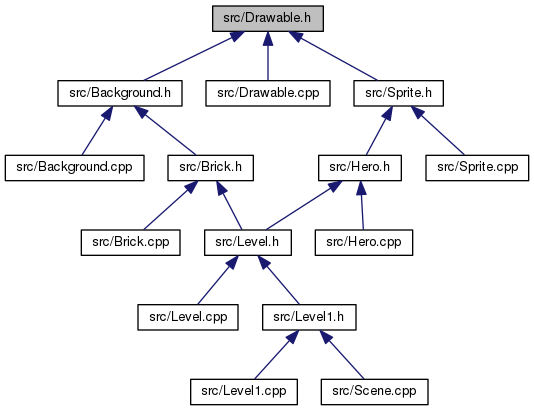 src/Drawable.h
src/Background.h
src/Drawable.cpp
src/Sprite.h
src/Background.cpp
src/Brick.h
src/Hero.h
src/Sprite.cpp
src/Brick.cpp
src/Level.h
src/Hero.cpp
src/Level.cpp
src/Level1.h
src/Level1.cpp
src/Scene.cpp